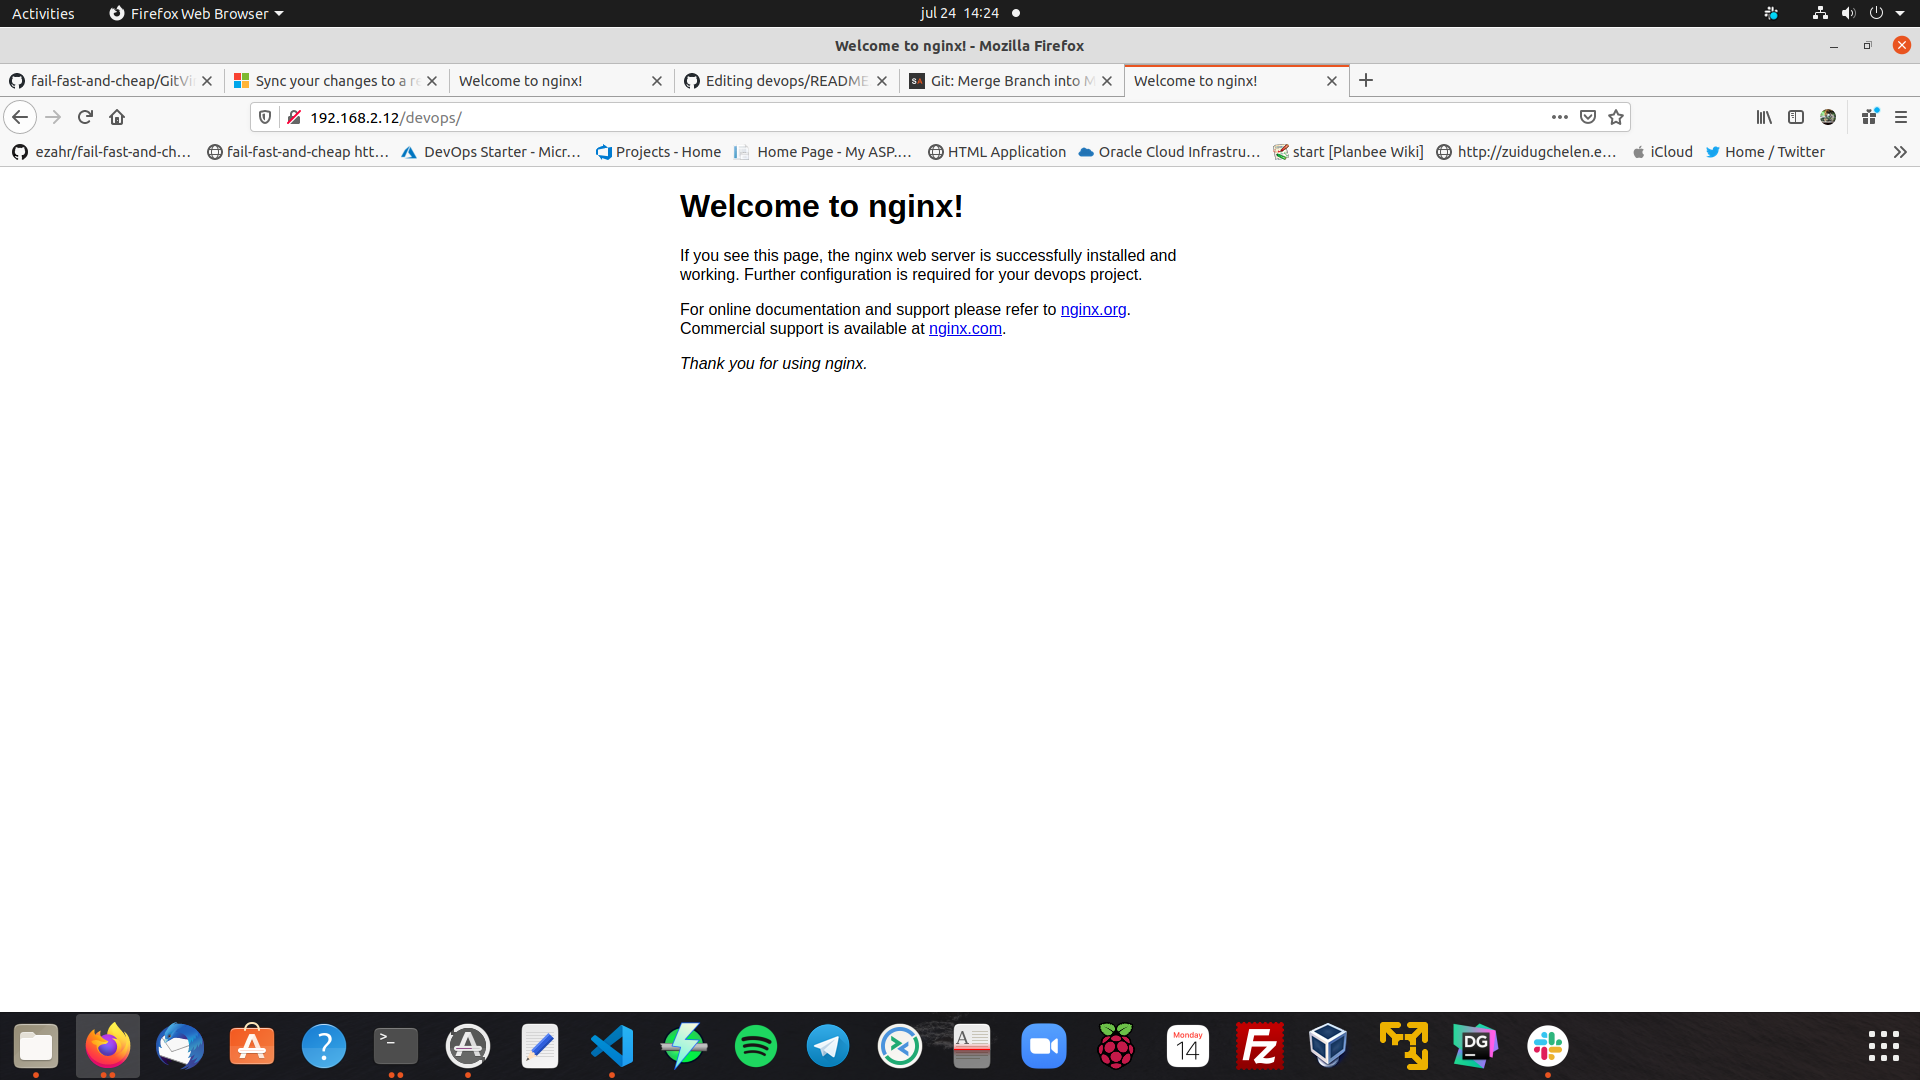 Activities
Firefox Web Browser
jul 24 14:24
Welcome to nginx! - Mozilla Firefox
fail-fast-and-cheap/GitVi
Sync your changes to a re
Welcome to nginx!
Editing devops/README
Git: Merge Branch into M
Welcome to nginx!
192.168.2.12/devops/
ezahr/fail-fast-and-ch…
fail-fast-and-cheap htt…
DevOps Starter - Micr…
Projects - Home
Home Page - My ASP.…
HTML Application
Oracle Cloud Infrastru…
start [Planbee Wiki]
http://zuidugchelen.e…
iCloud
Home / Twitter
Welcome to nginx!
If you see this page, the nginx web server is successfully installed and
working. Further configuration is required for your devops project.
For online documentation and support please refer to nginx.org.
Commercial support is available at nginx.com.
Thank you for using nginx.
Monday
14
Fz
DG